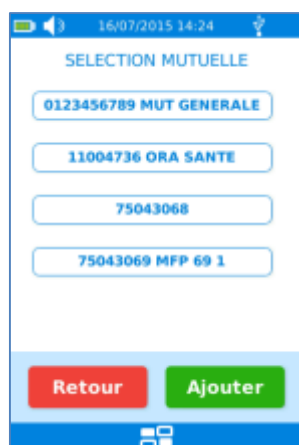 16/07/2015 14:24
SELECTION MUTUELLE
0123456789 MUT GENERALE
11004736 ORA SANTE
75043068
75043069 MFP 69 1
Retour Ajouter